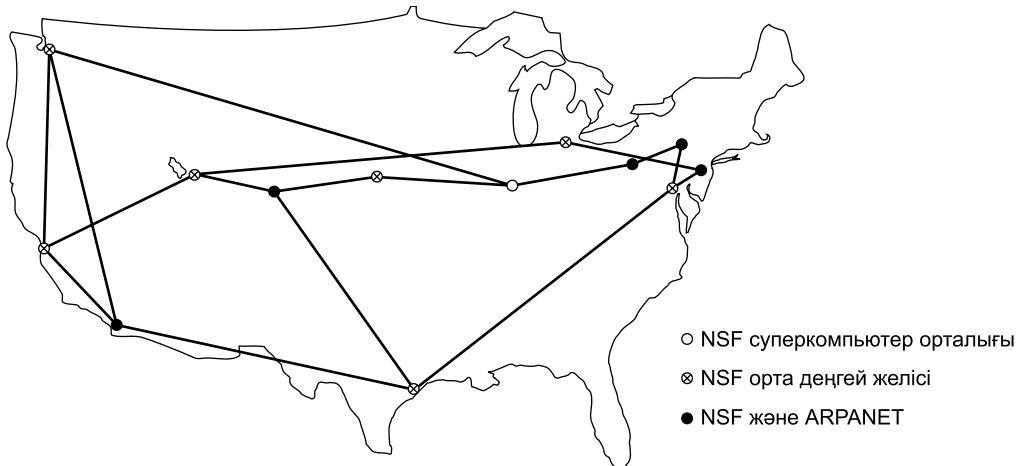 NSF суперкомпьютер орталығы
NSF орта деңгей желісі
NSF және ARPANET